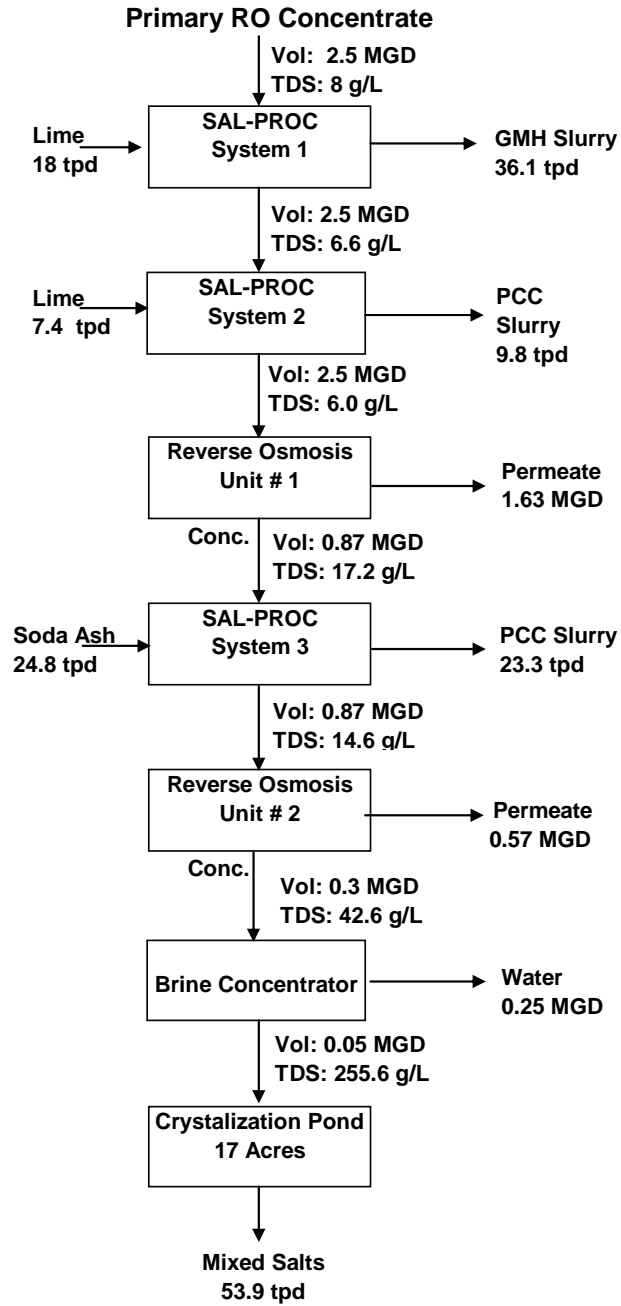 Primary RO Concentrate
Vol: 2.5 MGD
TDS: 8 g/L
Lime
18 tpd
SAL-PROC
System 1
GMH Slurry
36.1 tpd
Vol: 2.5 MGD
TDS: 6.6 g/L
Lime
7.4 tpd
SAL-PROC
System 2
PCC
Slurry
9.8 tpd
Vol: 2.5 MGD
TDS: 6.0 g/L
Reverse Osmosis
Unit # 1
Permeate
1.63 MGD
Conc.
Vol: 0.87 MGD
TDS: 17.2 g/L
Soda Ash
24.8 tpd
SAL-PROC
System 3
PCC Slurry
23.3 tpd
Vol: 0.87 MGD
TDS: 14.6 g/L
Reverse Osmosis
Unit # 2
Permeate
0.57 MGD
Conc.
Vol: 0.3 MGD
TDS: 42.6 g/L
Brine Concentrator
Water
0.25 MGD
Vol: 0.05 MGD
TDS: 255.6 g/L
Crystalization Pond
17 Acres
Mixed Salts
53.9 tpd